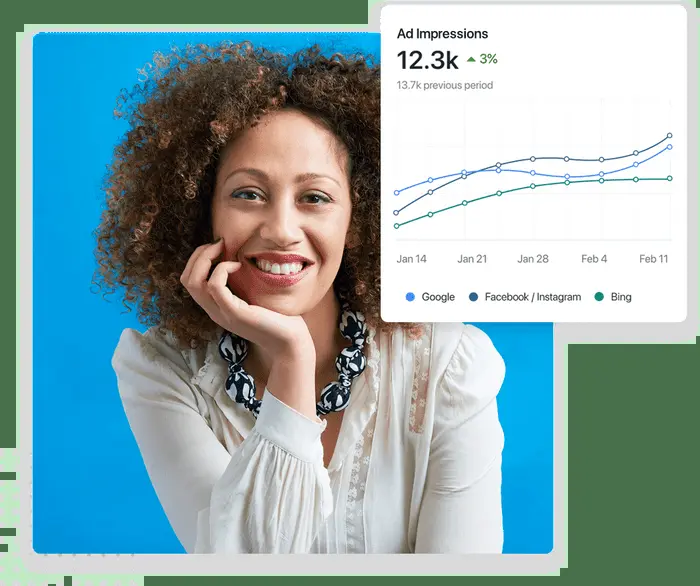 Ad Impressions
12.3k 3%
13.7k previous period
Jan 14 Jan 21 Jan 28 Feb 4 Feb 11
Google Facebook / Instagram Bing